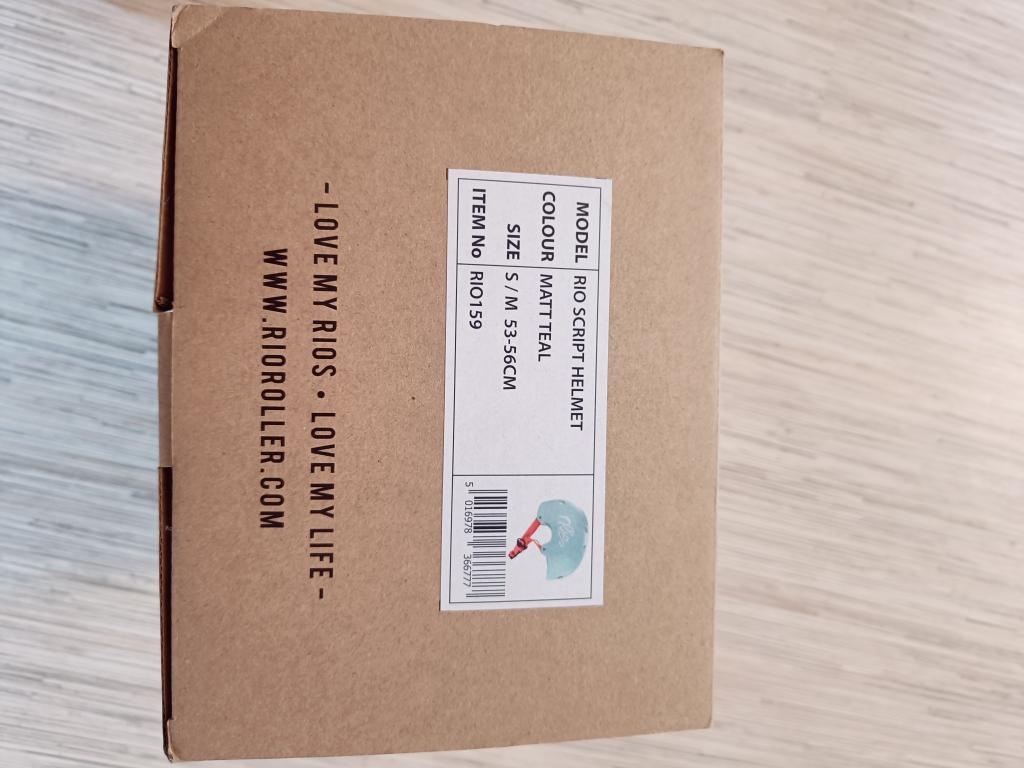 MODEL RIO SCRIPT HELMET
COLOUR MATT TEAL
SIZE S / M 53-56CM
ITEM No RIO159
Rio
5 016978 366777
- LOVE MY RIOS • LOVE MY LIFE -
WWW.RIOROLLER.COM